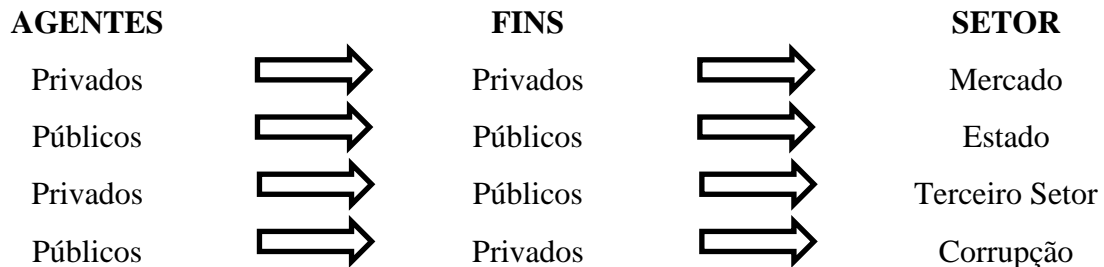 AGENTES FINS SETOR
Privados Privados Mercado
Públicos Públicos Estado
Privados Públicos Terceiro Setor
Públicos Privados Corrupção